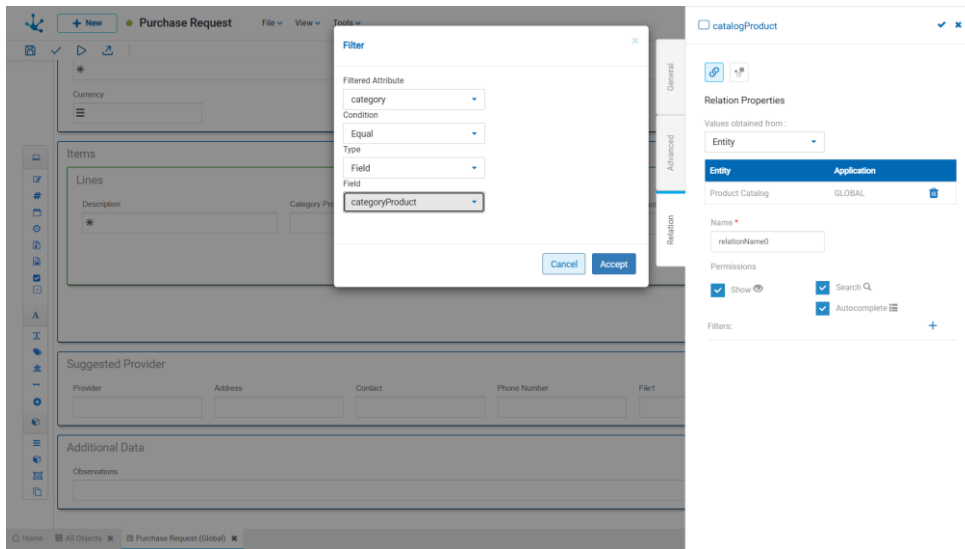 + New
Purchase Request
File
View
Tools
Currency
Items
Lines
Description
Category
Suggested Provider
Provider
Address
Contact
Phone Number
File1
Additional Data
Observations
Home
All Objects
Purchase Request (Global)
Filter
Filtered Attribute
category
Condition
Equal
Type
Field
Field
categoryProduct
Cancel
Accept
General
Advanced
Relation
catalogProduct
Relation Properties
Values obtained from :
Entity
Entity Application
Product Catalog GLOBAL
Name *
relationName0
Permissions
Show
Search
Autocomplete
Filters: